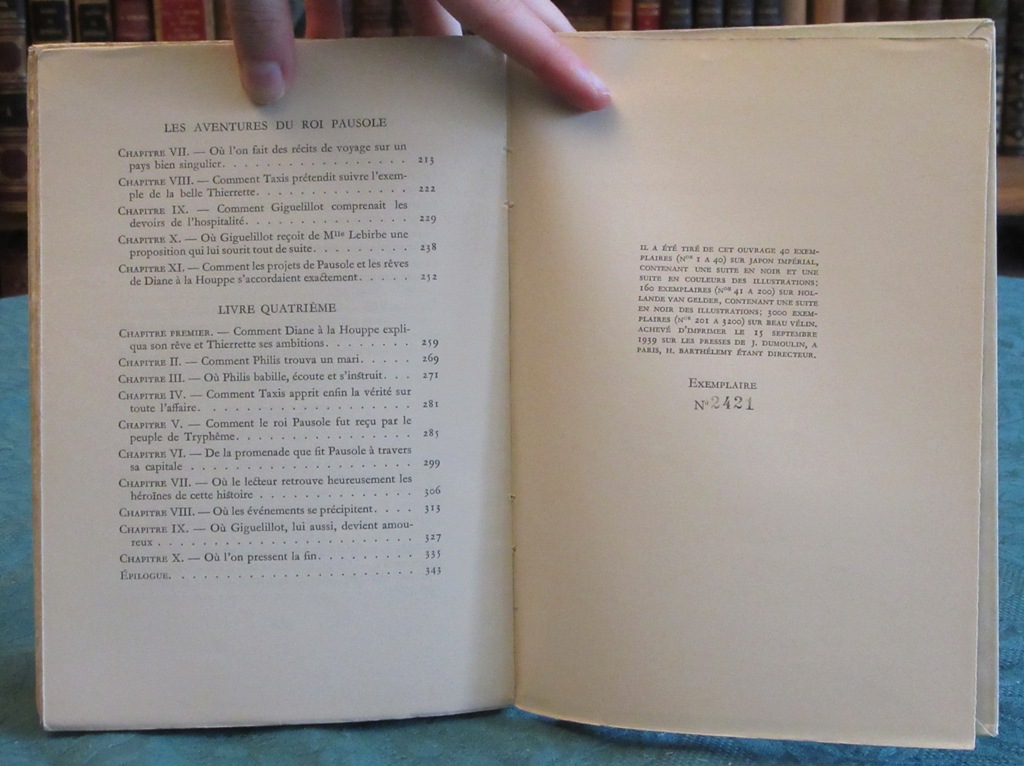 LES AVENTURES DU ROI PAUSOLE
CHAPITRE VII. — Où l'on fait des récits de voyage sur un
pays bien singulier. . . . . . . . . . . . . . . . . 213
CHAPITRE VIII. — Comment Taxis prétendit suivre l'exem-
ple de la belle Thierrette. . . . . . . . . . . . . 222
CHAPITRE IX. — Comment Giguelillot comprenait les
devoirs de l'hospitalité. . . . . . . . . . . . . . 229
CHAPITRE X. — Où Giguelillot reçoit de Mlle Lebirbe une
proposition qui lui sourit tout de suite. . . . . . . . 238
CHAPITRE XI. — Comment les projets de Pausole et les rêves
de Diane à la Houppe s'accordaient exactement. . . . . 252
LIVRE QUATRIÈME
CHAPITRE PREMIER. — Comment Diane à la Houppe expli-
qua son rêve et Thierrette ses ambitions. . . . . . . . 259
CHAPITRE II. — Comment Philis trouva un mari. . . . . 269
CHAPITRE III. — Où Philis babille, écoute et s'instruit. . . 271
CHAPITRE IV. — Comment Taxis apprit enfin la vérité sur
toute l'affaire. . . . . . . . . . . . . . . . . . 281
CHAPITRE V. — Comment le roi Pausole fut reçu par le
peuple de Tryphême. . . . . . . . . . . . . . . 285
CHAPITRE VI. — De la promenade que fit Pausole à travers
sa capitale . . . . . . . . . . . . . . . . . . . 299
CHAPITRE VII. — Où le lecteur retrouve heureusement les
héroïnes de cette histoire . . . . . . . . . . . . . 306
CHAPITRE VIII. — Où les événements se précipitent. . . . 313
CHAPITRE IX. — Où Giguelillot, lui aussi, devient amou-
reux . . . . . . . . . . . . . . . . . . . . . 327
CHAPITRE X. — Où l'on pressent la fin. . . . . . . . . 335
ÉPILOGUE. . . . . . . . . . . . . . . . . . . . . 343
IL A ÉTÉ TIRÉ DE CET OUVRAGE 40 EXEM-
PLAIRES (Nos 1 A 40) SUR JAPON IMPÉRIAL,
CONTENANT UNE SUITE EN NOIR ET UNE
SUITE EN COULEURS DES ILLUSTRATIONS;
160 EXEMPLAIRES (Nos 41 A 200) SUR HOL-
LANDE VAN GELDER, CONTENANT UNE SUITE
EN NOIR DES ILLUSTRATIONS; 3000 EXEM-
PLAIRES (Nos 201 A 3200) SUR BEAU VÉLIN.
ACHEVÉ D'IMPRIMER LE 15 SEPTEMBRE
1939 SUR LES PRESSES DE J. DUMOULIN, A
PARIS, H. BARTHÉLEMY ÉTANT DIRECTEUR.
EXEMPLAIRE
No 2421